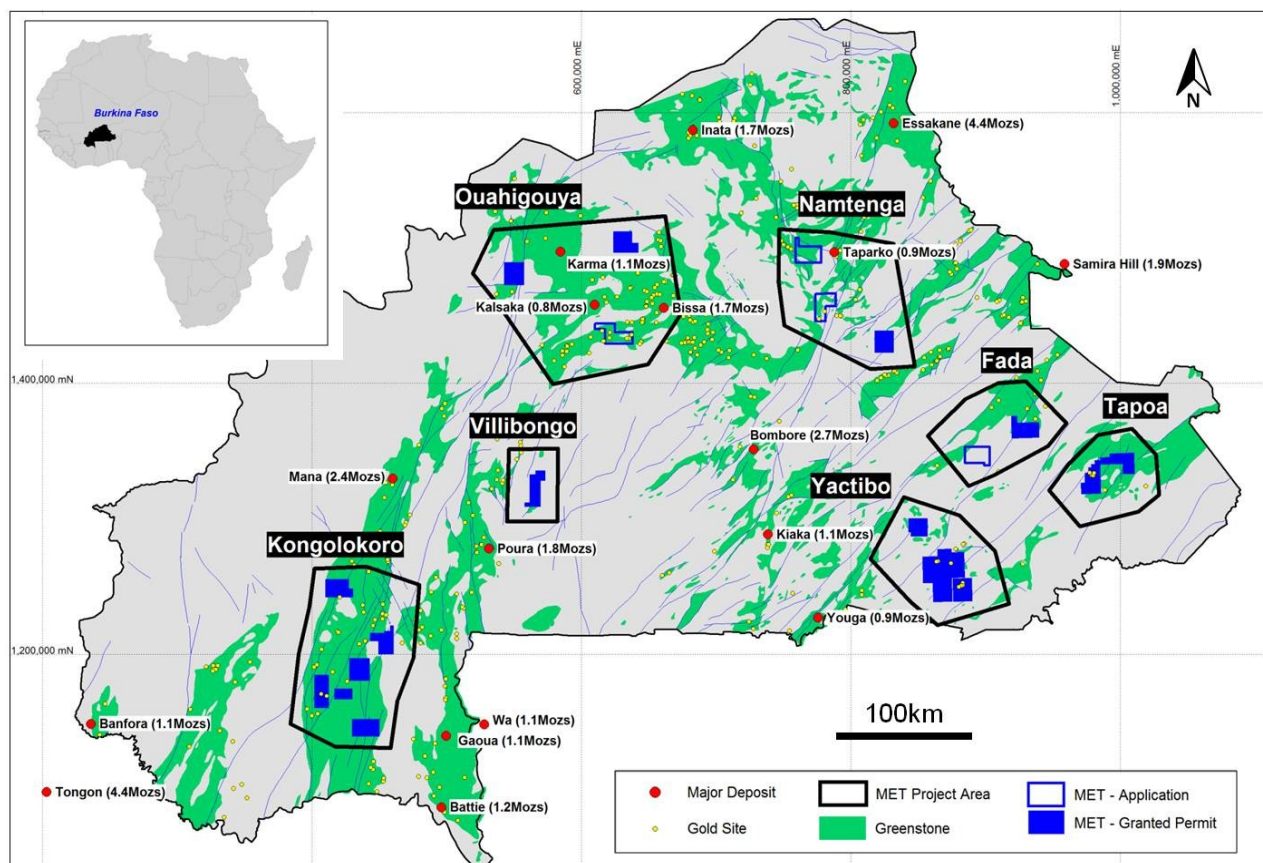 Burkina Faso
600,000 mE
800,000 mE
1,000,000 mE
N
Inata (1.7Mozs)
Essakane (4.4Mozs)
Ouahigouya
Namtenga
Karma (1.1Mozs)
Taparko (0.9Mozs)
Samira Hill (1.9Mozs)
Kalsaka (0.8Mozs)
Bissa (1.7Mozs)
1,400,000 mN
Fada
Tapoa
Villibongo
Bombore (2.7Mozs)
Mana (2.4Mozs)
Yactibo
Kongolokoro
Poura (1.8Mozs)
Kiaka (1.1Mozs)
Youga (0.9Mozs)
1,200,000 mN
100km
Banfora (1.1Mozs)
Wa (1.1Mozs)
Gaoua (1.1Mozs)
Tongon (4.4Mozs)
Battie (1.2Mozs)
Major Deposit
MET Project Area
MET - Application
Gold Site
Greenstone
MET - Granted Permit